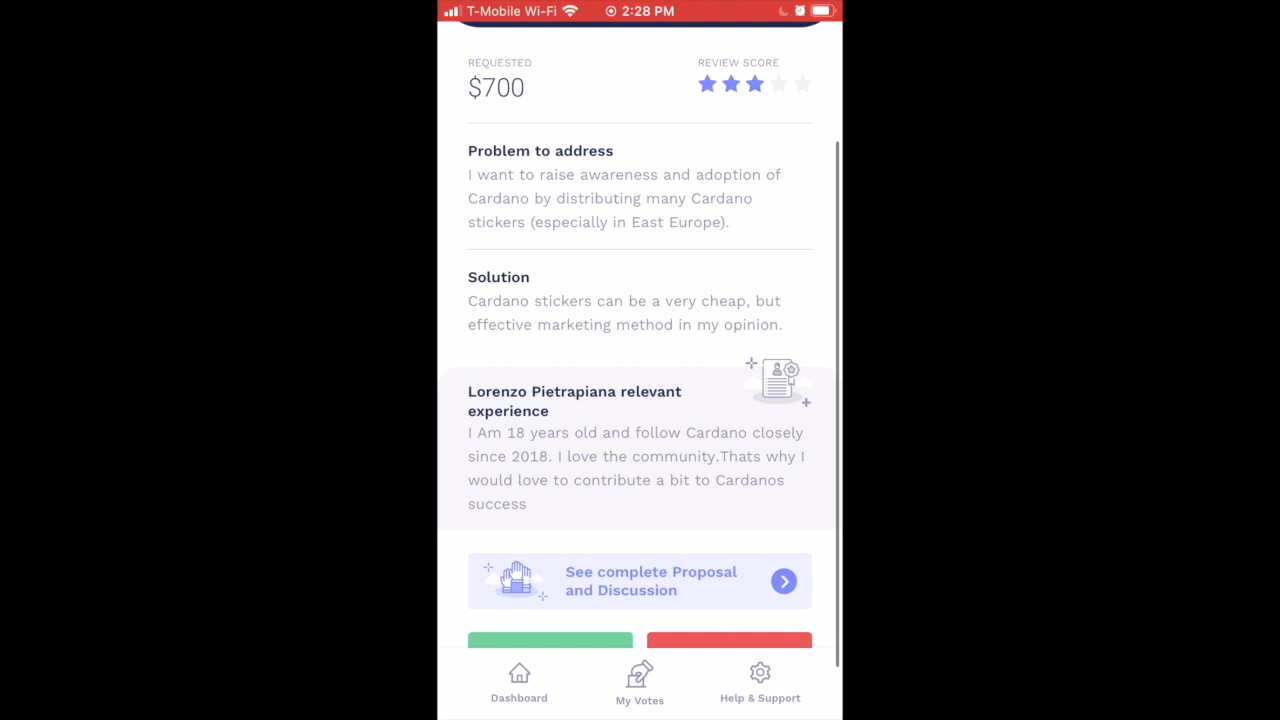 T-Mobile Wi-Fi 2:28 PM
REQUESTED REVIEW SCORE
$700
Problem to address
I want to raise awareness and adoption of
Cardano by distributing many Cardano
stickers (especially in East Europe).
Solution
Cardano stickers can be a very cheap, but
effective marketing method in my opinion.
Lorenzo Pietrapiana relevant
experience
I Am 18 years old and follow Cardano closely
since 2018. I love the community.Thats why I
would love to contribute a bit to Cardanos
success
See complete Proposal
and Discussion
Dashboard My Votes Help & Support